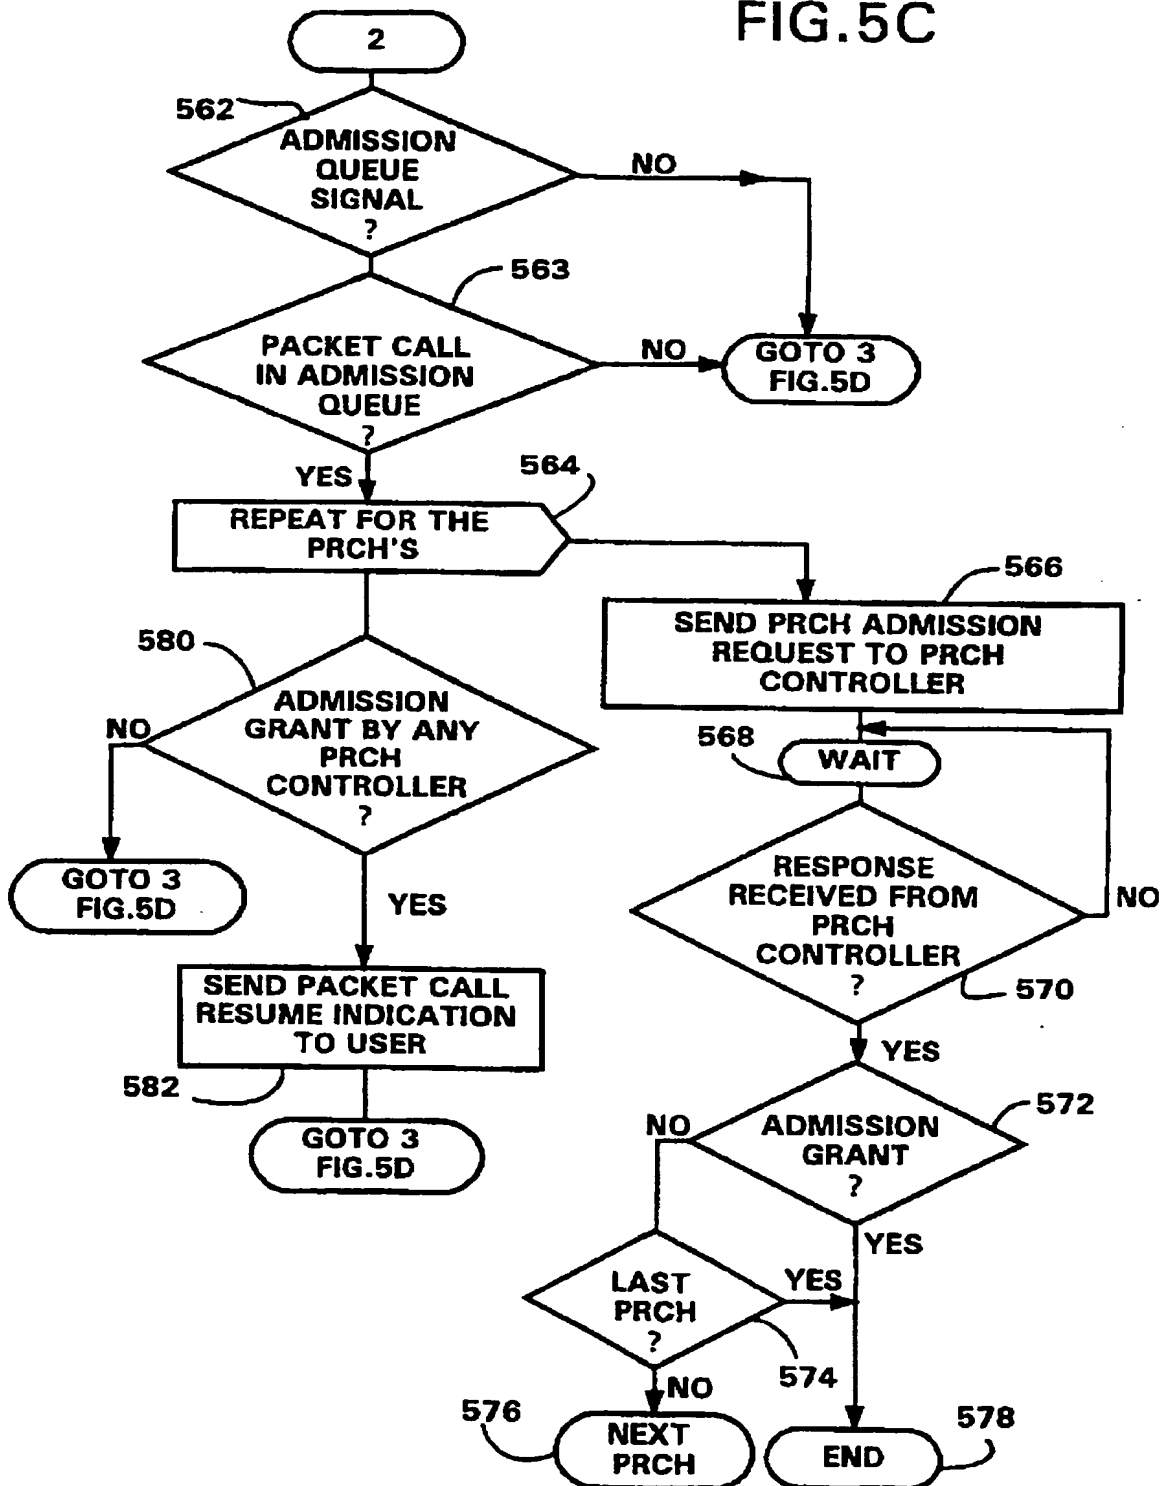 FIG.5C
2
562
ADMISSION
QUEUE
SIGNAL
?
NO
563
PACKET CALL
IN ADMISSION
QUEUE
?
NO
GOTO 3
FIG.5D
YES
564
REPEAT FOR THE
PRCH'S
566
SEND PRCH ADMISSION
REQUEST TO PRCH
CONTROLLER
580
ADMISSION
GRANT BY ANY
PRCH
CONTROLLER
?
NO
568
WAIT
GOTO 3
FIG.5D
YES
RESPONSE
RECEIVED FROM
PRCH
CONTROLLER
?
NO
570
SEND PACKET CALL
RESUME INDICATION
TO USER
582
YES
GOTO 3
FIG.5D
572
ADMISSION
GRANT
?
NO
YES
LAST
PRCH
?
YES
574
NO
576
NEXT
PRCH
END
578